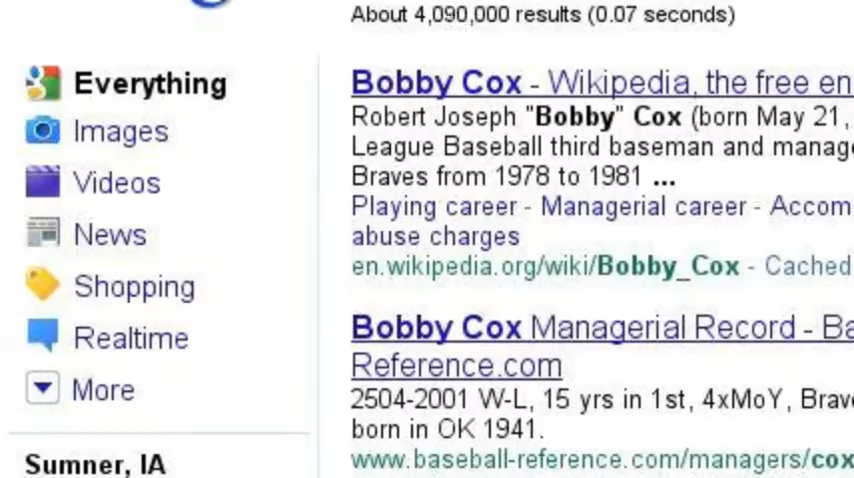 About 4,090,000 results (0.07 seconds)
Everything
Images
Videos
News
Shopping
Realtime
More
Sumner, IA
Bobby Cox - Wikipedia, the free en
Robert Joseph "Bobby" Cox (born May 21,
League Baseball third baseman and manage
Braves from 1978 to 1981 ...
Playing career - Managerial career - Accom
abuse charges
en.wikipedia.org/wiki/Bobby_Cox - Cached
Bobby Cox Managerial Record - Ba
Reference.com
2504-2001 W-L, 15 yrs in 1st, 4xMoY, Brave
born in OK 1941.
www.baseball-reference.com/managers/cox